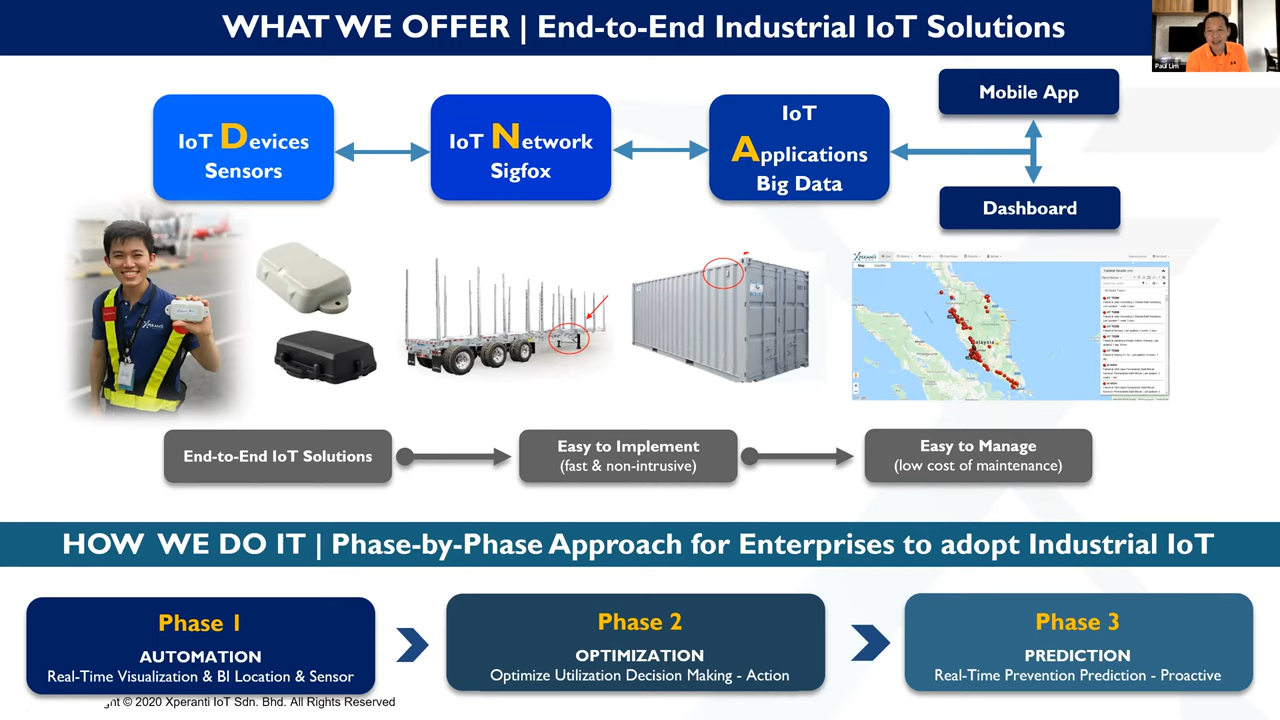 WHAT WE OFFER | End-to-End Industrial IoT Solutions
Paul Lim
IoT Devices
Sensors
IoT Network
Sigfox
IoT
Applications
Big Data
Mobile App
Dashboard
XPERANTI
XPERANTI
Map
Malaysia
End-to-End IoT Solutions
Easy to Implement
(fast & non-intrusive)
Easy to Manage
(low cost of maintenance)
HOW WE DO IT | Phase-by-Phase Approach for Enterprises to adopt Industrial IoT
Phase 1
AUTOMATION
Real-Time Visualization & BI Location & Sensor
Phase 2
OPTIMIZATION
Optimize Utilization Decision Making - Action
Phase 3
PREDICTION
Real-Time Prevention Prediction - Proactive
© 2020 Xperanti IoT Sdn. Bhd. All Rights Reserved